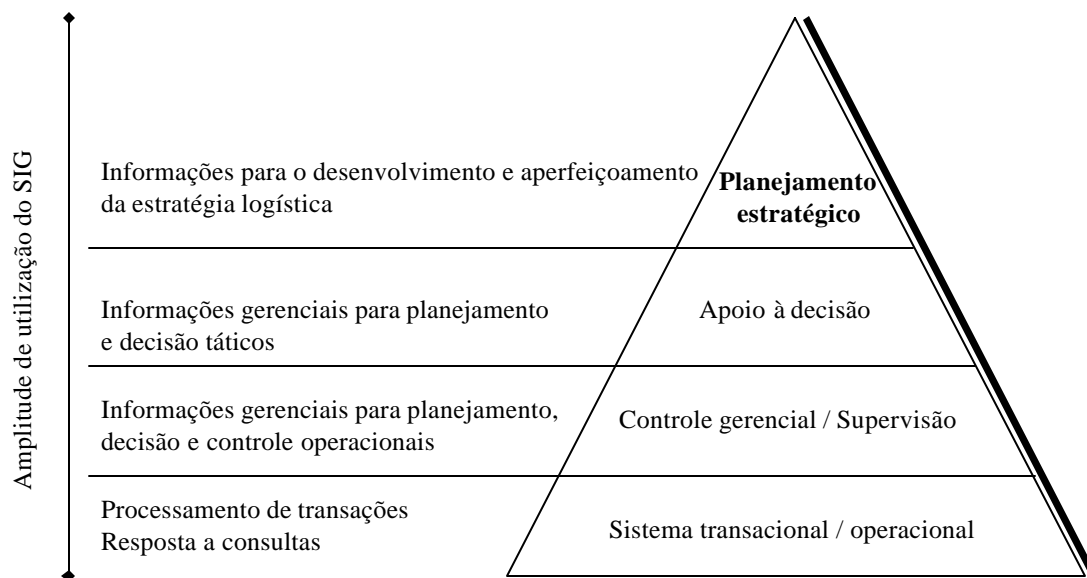 Amplitude de utilização do SIG
Informações para o desenvolvimento e aperfeiçoamento
da estratégia logística
Planejamento
estratégico
Informações gerenciais para planejamento
e decisão táticos
Apoio à decisão
Informações gerenciais para planejamento,
decisão e controle operacionais
Controle gerencial / Supervisão
Processamento de transações
Resposta a consultas
Sistema transacional / operacional